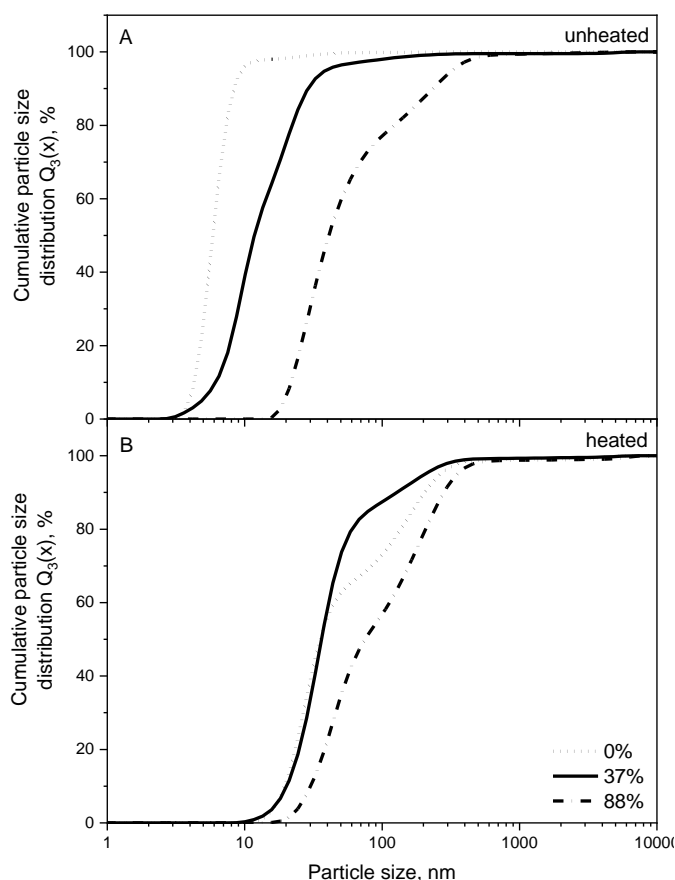 A
unheated
100
80
60
40
20
0
Cumulative particle size
distribution Q₃(x), %
B
heated
100
80
60
40
20
0
Cumulative particle size
distribution Q₃(x), %
0%
37%
88%
1 10 100 1000 10000
Particle size, nm